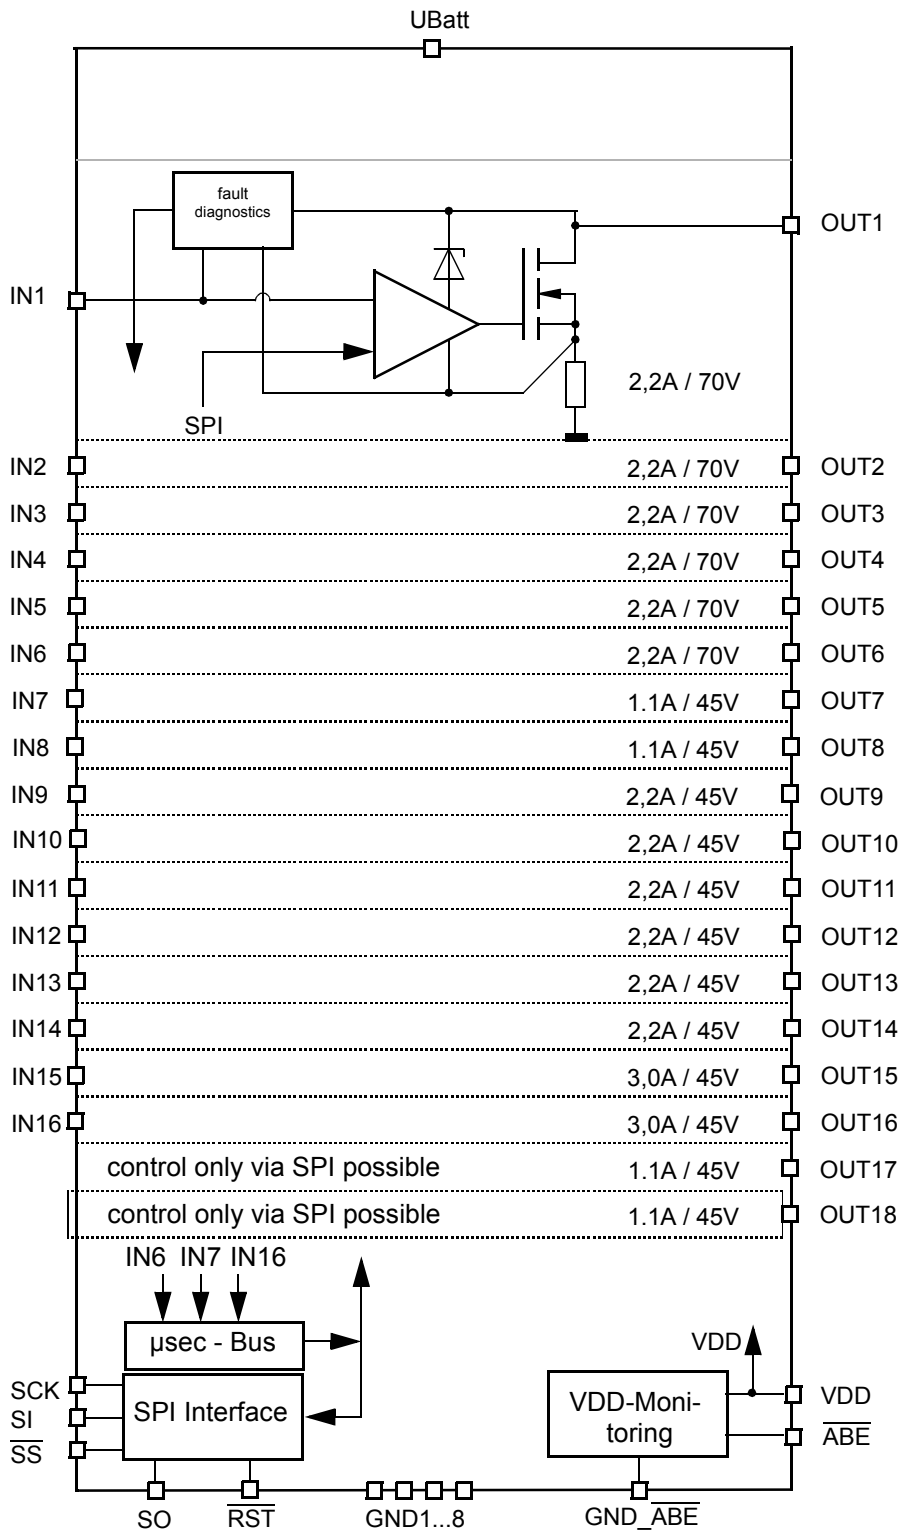 UBatt
fault
diagnostics
OUT1
IN1
2,2A / 70V
SPI
IN2 2,2A / 70V OUT2
IN3 2,2A / 70V OUT3
IN4 2,2A / 70V OUT4
IN5 2,2A / 70V OUT5
IN6 2,2A / 70V OUT6
IN7 1.1A / 45V OUT7
IN8 1.1A / 45V OUT8
IN9 2,2A / 45V OUT9
IN10 2,2A / 45V OUT10
IN11 2,2A / 45V OUT11
IN12 2,2A / 45V OUT12
IN13 2,2A / 45V OUT13
IN14 2,2A / 45V OUT14
IN15 3,0A / 45V OUT15
IN16 3,0A / 45V OUT16
control only via SPI possible 1.1A / 45V OUT17
control only via SPI possible 1.1A / 45V OUT18
IN6 IN7 IN16
µsec - Bus
VDD
SCK
SI
S̅S̅
SPI Interface
VDD-Moni-
toring
VDD
A̅B̅E̅
SO
R̅S̅T̅
GND1...8
GND_A̅B̅E̅